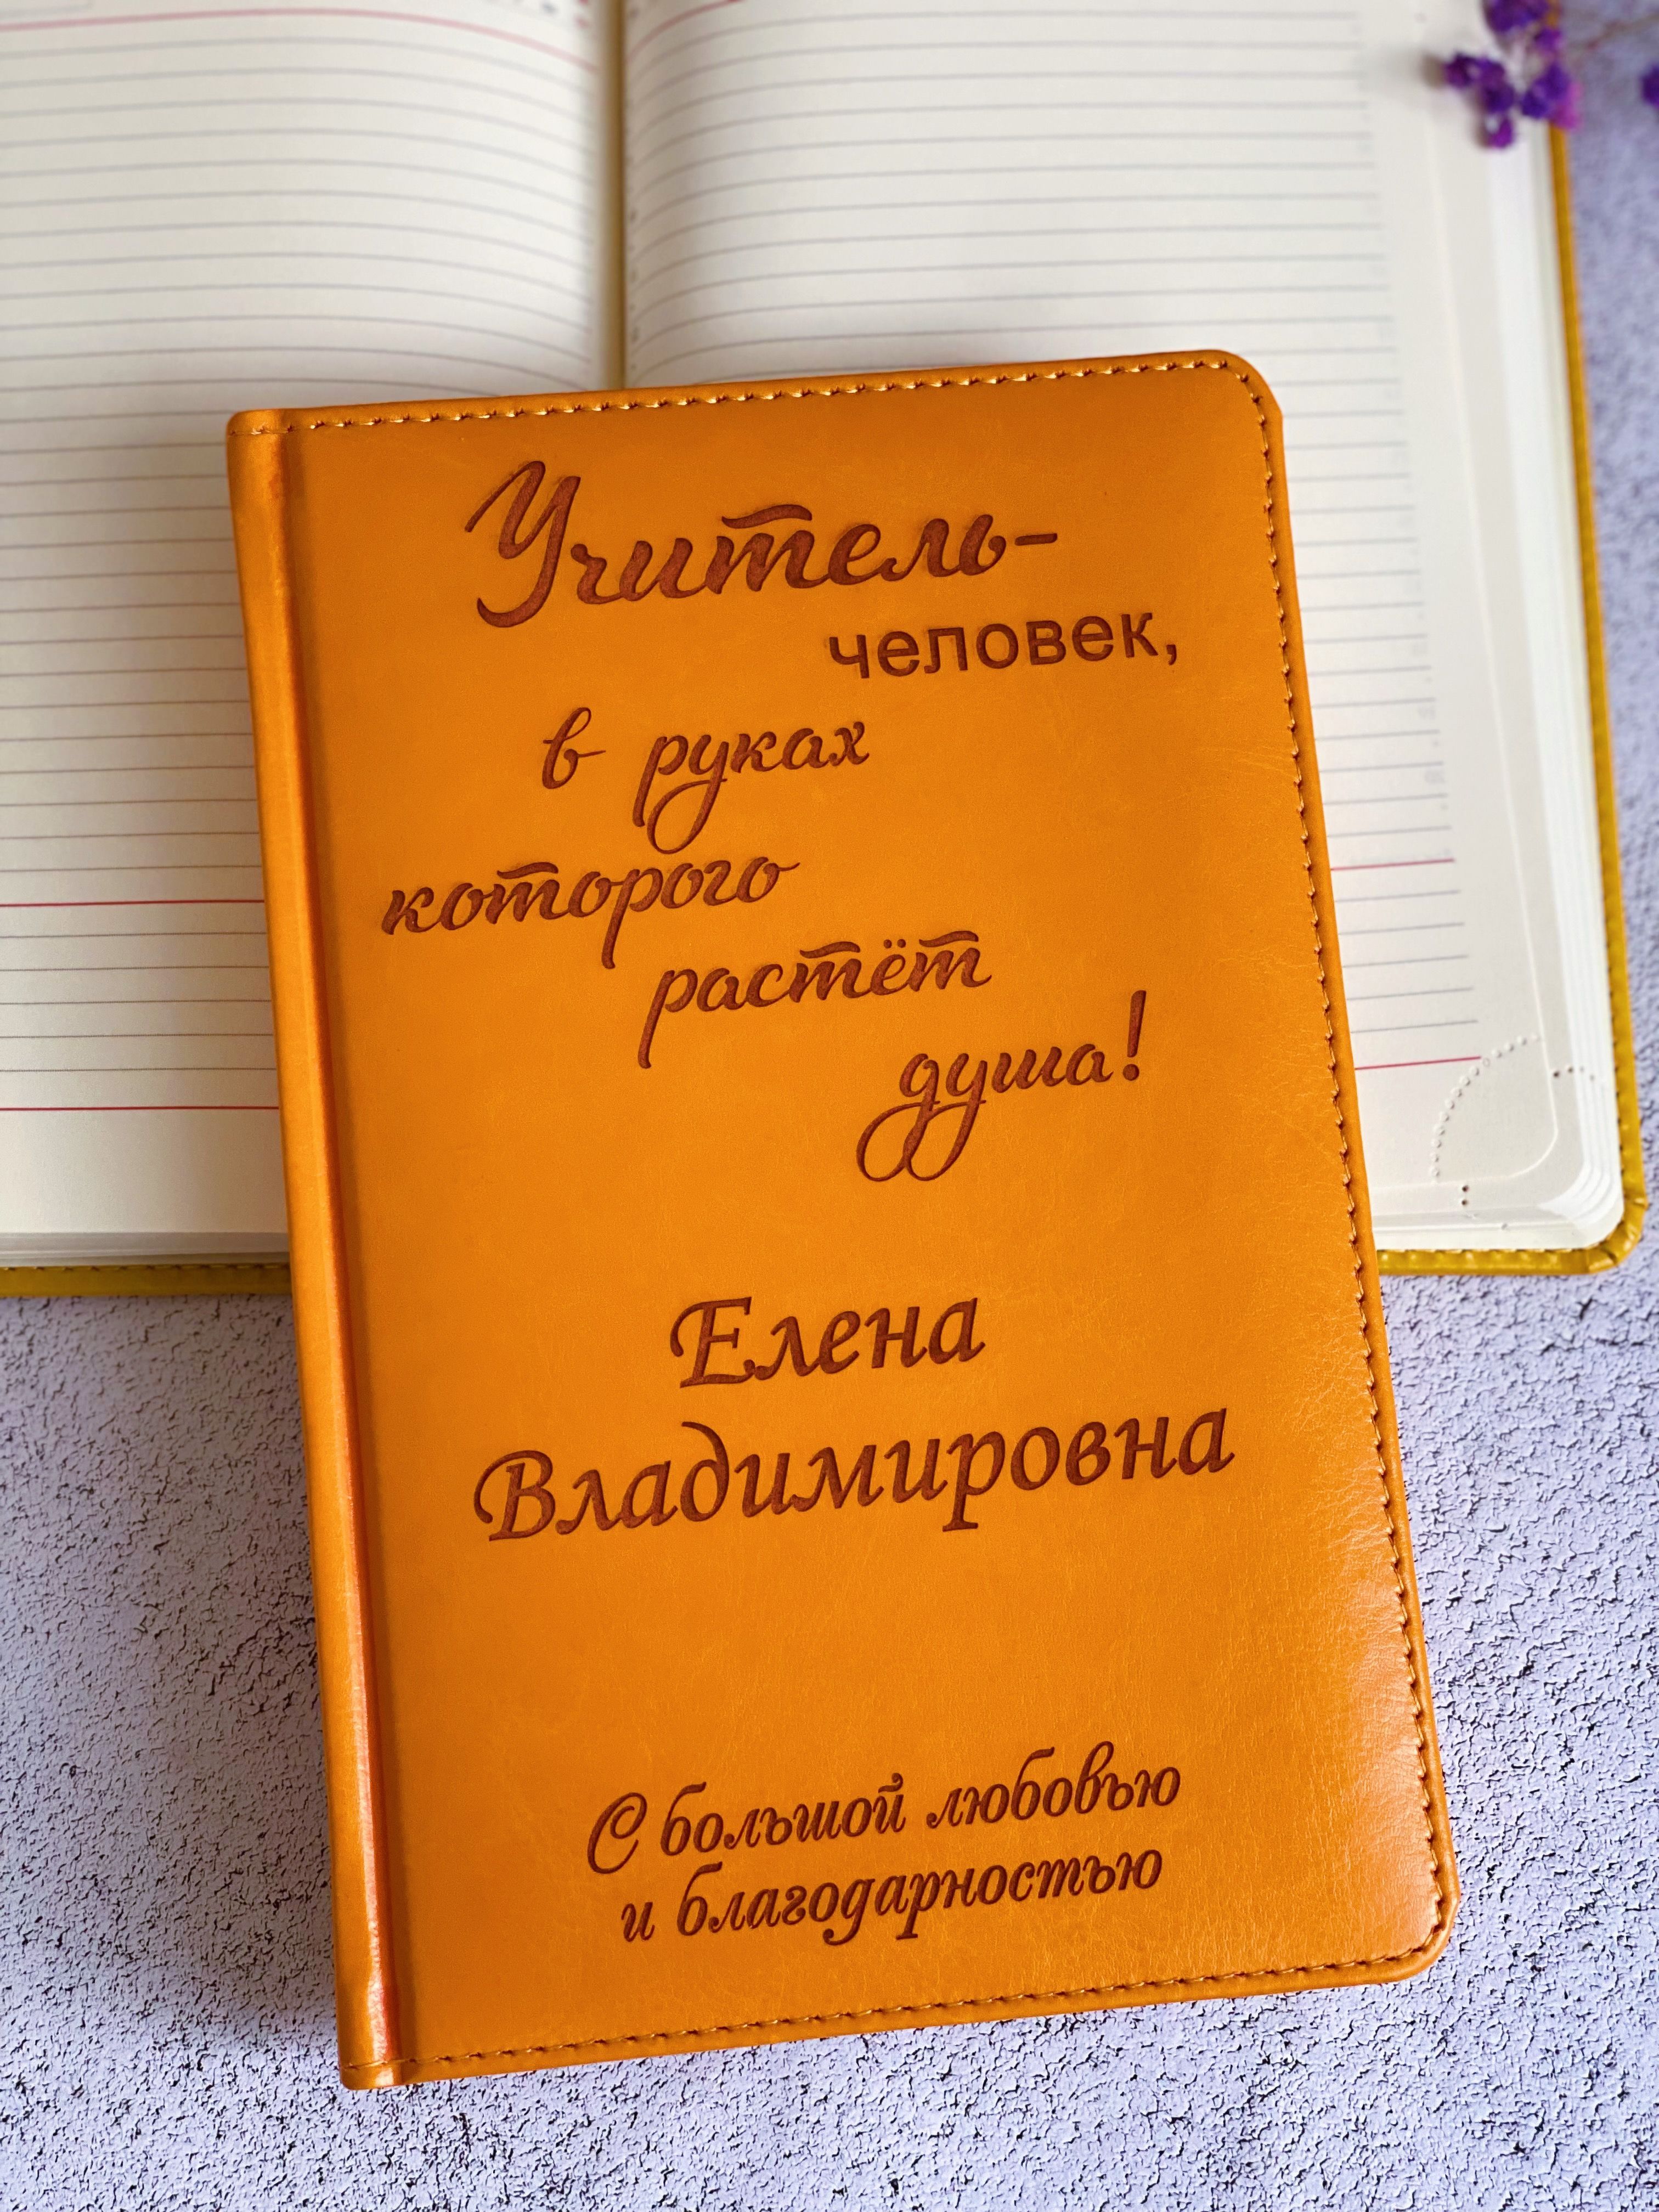 Учитель-
человек,
в руках
которого
растёт
душа!
Елена
Владимировна
С большой любовью
и благодарностью